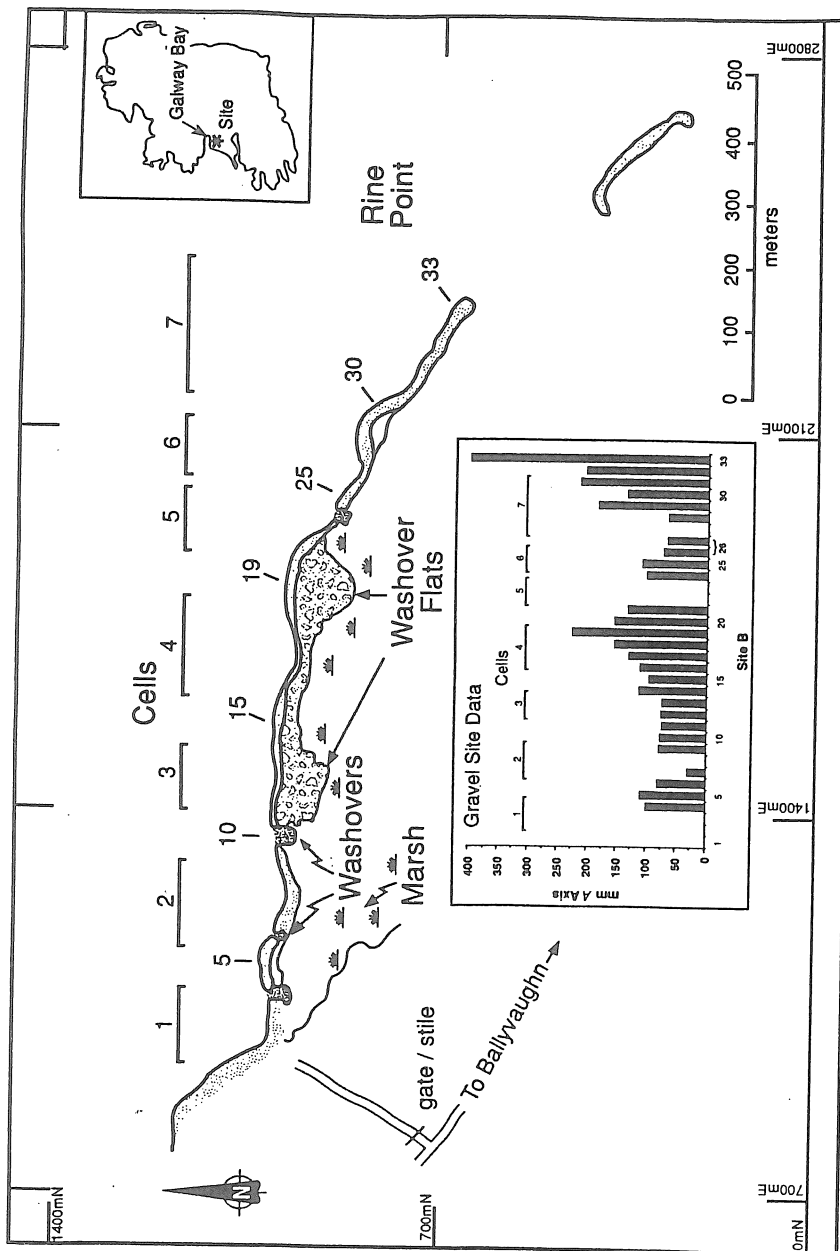 1400mN
700mN
0mN
700mE
1400mE
2100mE
2800mE
N
Galway Bay
Site
Cells
1
2
3
4
5
6
7
5
10
15
19
25
30
33
Rine
Point
Washovers
Marsh
Washover
Flats
gate / stile
To Ballyvaughn
0
100
200
300
400
500
meters
Gravel Site Data
Cells
1
2
3
4
5
6
7
mm A Axis
400
350
300
250
200
150
100
50
0
1
5
10
15
20
25
26
30
33
Site B